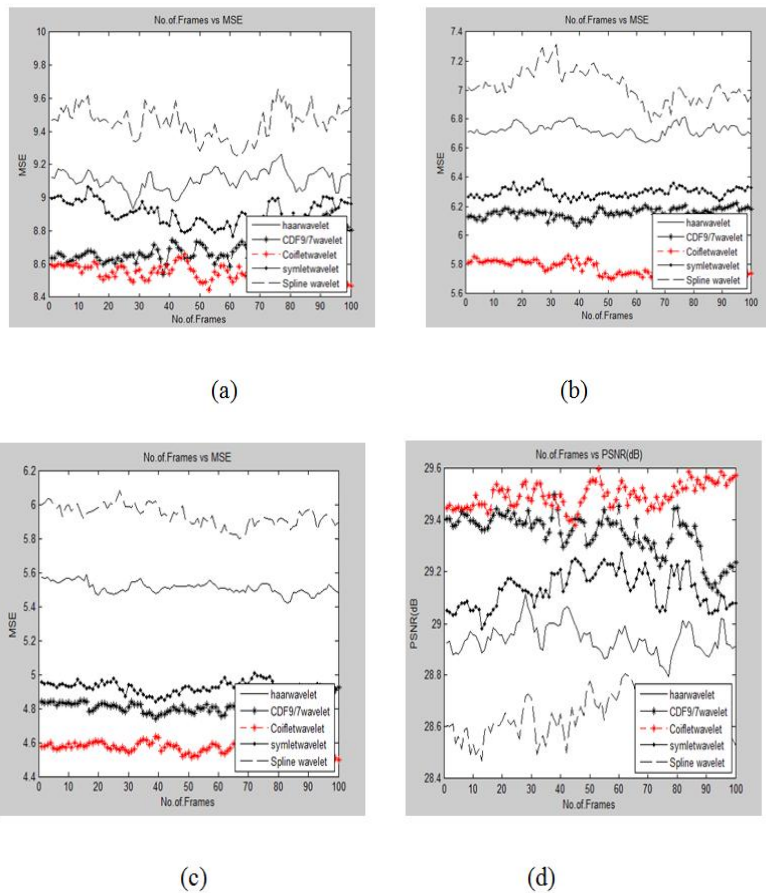 No.of.Frames vs MSE
10
9.8
9.6
9.4
9.2
9
8.8
8.6
8.4
MSE
haarwavelet
CDF9/7wavelet
Coifletwavelet
symletwavelet
Spline wavelet
0 10 20 30 40 50 60 70 80 90 100
No.of.Frames
(a)
No.of.Frames vs MSE
7.4
7.2
7
6.8
6.6
6.4
6.2
6
5.8
5.6
MSE
haarwavelet
CDF9/7wavelet
Coifletwavelet
symletwavelet
Spline wavelet
0 10 20 30 40 50 60 70 80 90 100
No.of.Frames
(b)
No.of.Frames vs MSE
6.2
6
5.8
5.6
5.4
5.2
5
4.8
4.6
4.4
MSE
haarwavelet
CDF9/7wavelet
Coifletwavelet
symletwavelet
Spline wavelet
0 10 20 30 40 50 60 70 80 90 100
No.of.Frames
(c)
No.of.Frames vs PSNR(dB)
29.6
29.4
29.2
29
28.8
28.6
28.4
PSNR(dB
haarwavelet
CDF9/7wavelet
Coifletwavelet
symletwavelet
Spline wavelet
0 10 20 30 40 50 60 70 80 90 100
No.of.Frames
(d)